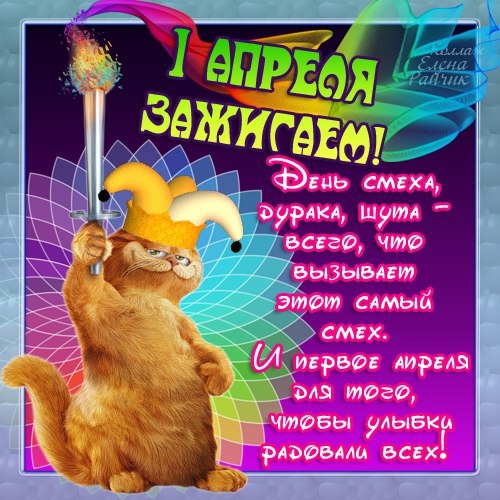 Коллаж
Елена
Райчик
1 АПРЕЛЯ
ЗАЖИГАЕМ!
День смеха,
дурака, шута -
всего, что
вызывает
этот самый
смех.
И первое апреля
для того,
чтобы улыбки
радовали всех!